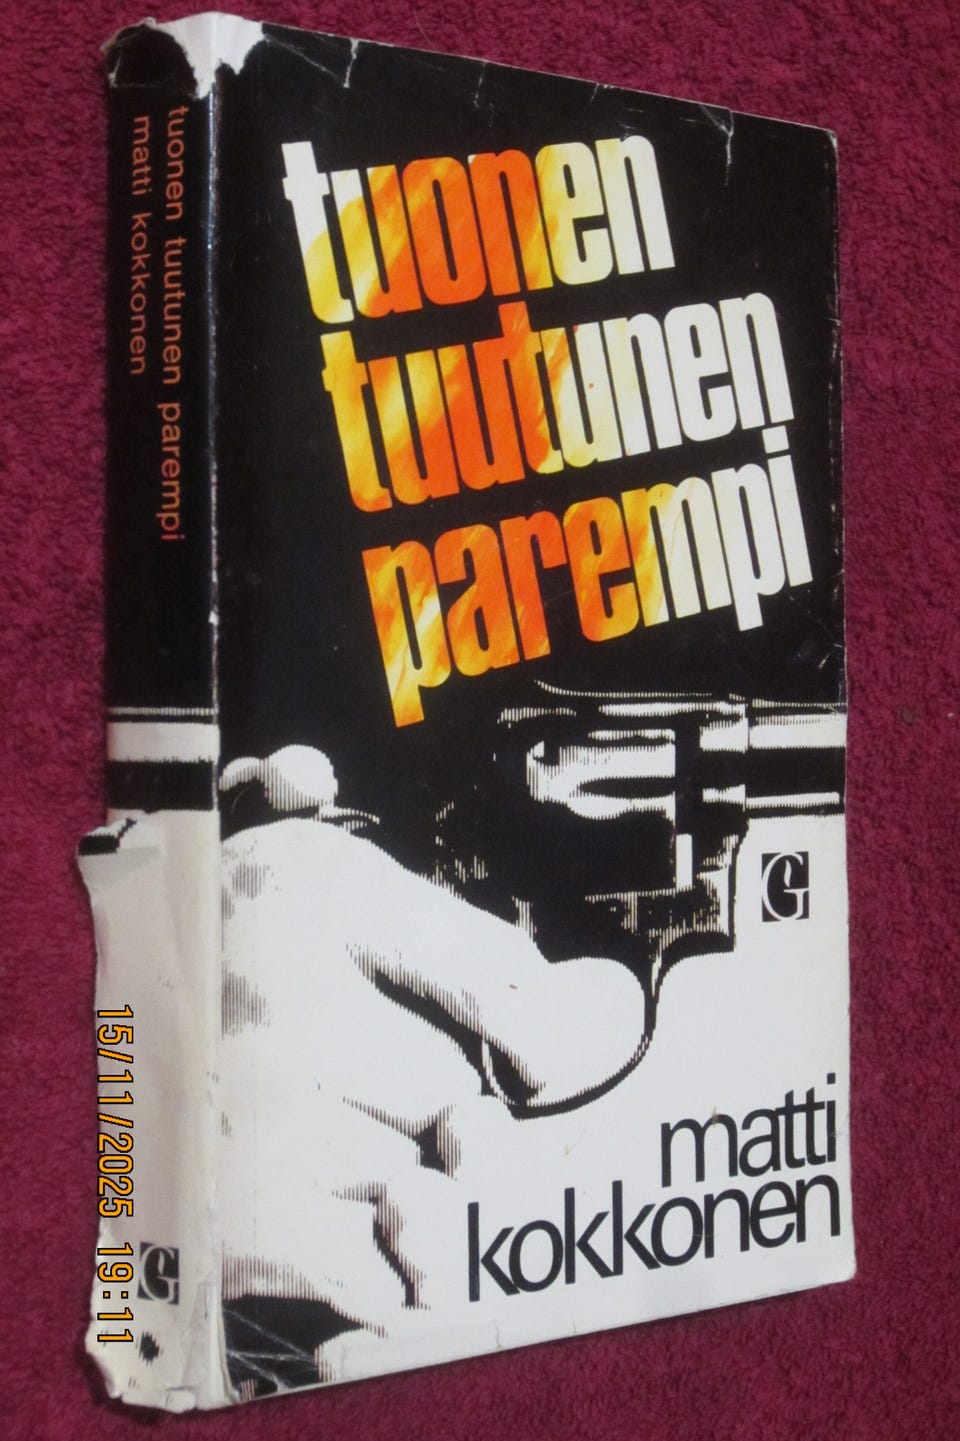 tuonen
tuutunen
parempi
G
matti
kokkonen
tuonen tuutunen parempi
matti kokkonen
G
15/11/2025 19:11